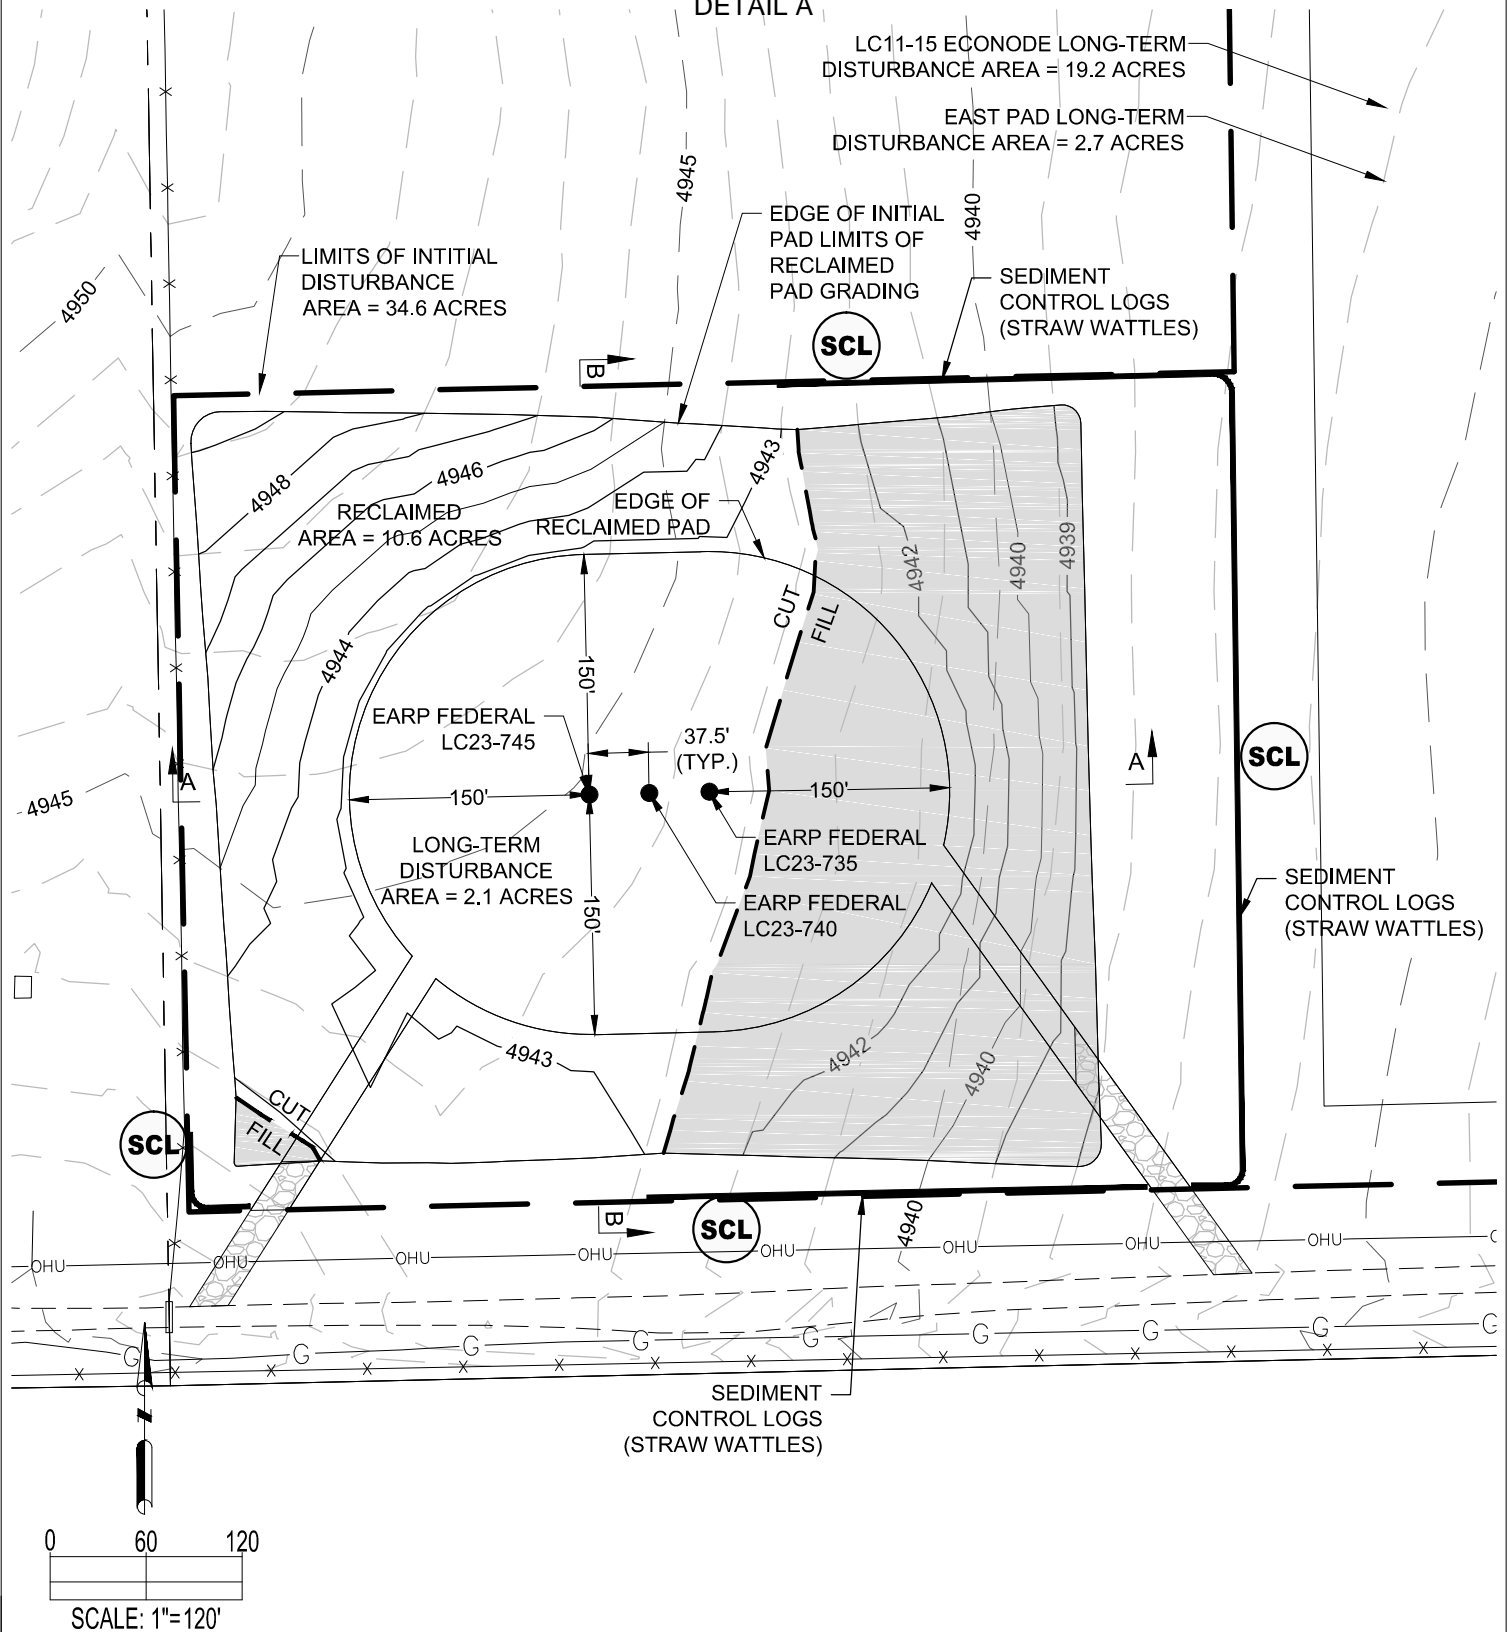 DETAIL A
LC11-15 ECONODE LONG-TERM
DISTURBANCE AREA = 19.2 ACRES
EAST PAD LONG-TERM
DISTURBANCE AREA = 2.7 ACRES
4945
4940
EDGE OF INITIAL
PAD LIMITS OF
RECLAIMED
PAD GRADING
LIMITS OF INTITIAL
DISTURBANCE
AREA = 34.6 ACRES
4950
SEDIMENT
CONTROL LOGS
(STRAW WATTLES)
SCL
B
4948
4946
4943
RECLAIMED
AREA = 10.6 ACRES
EDGE OF
RECLAIMED PAD
4942
4940
4939
CUT
FILL
4944
150'
EARP FEDERAL
LC23-745
37.5'
(TYP.)
A
A
SCL
4945
150'
150'
LONG-TERM
DISTURBANCE
AREA = 2.1 ACRES
150'
EARP FEDERAL
LC23-735
EARP FEDERAL
LC23-740
SEDIMENT
CONTROL LOGS
(STRAW WATTLES)
4943
4942
4940
CUT
FILL
SCL
B
SCL
4940
OHU
OHU
OHU
OHU
OHU
OHU
OHU
OHU
G
G
G
G
G
G
G
G
G
SEDIMENT
CONTROL LOGS
(STRAW WATTLES)
0 60 120
SCALE: 1"=120'